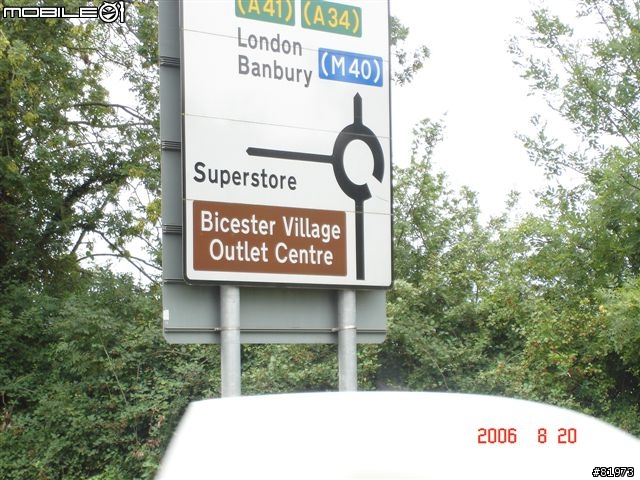 MOBILE01
(A41) (A34)
London
Banbury (M40)
Superstore
Bicester Village
Outlet Centre
2006 8 20
#81973